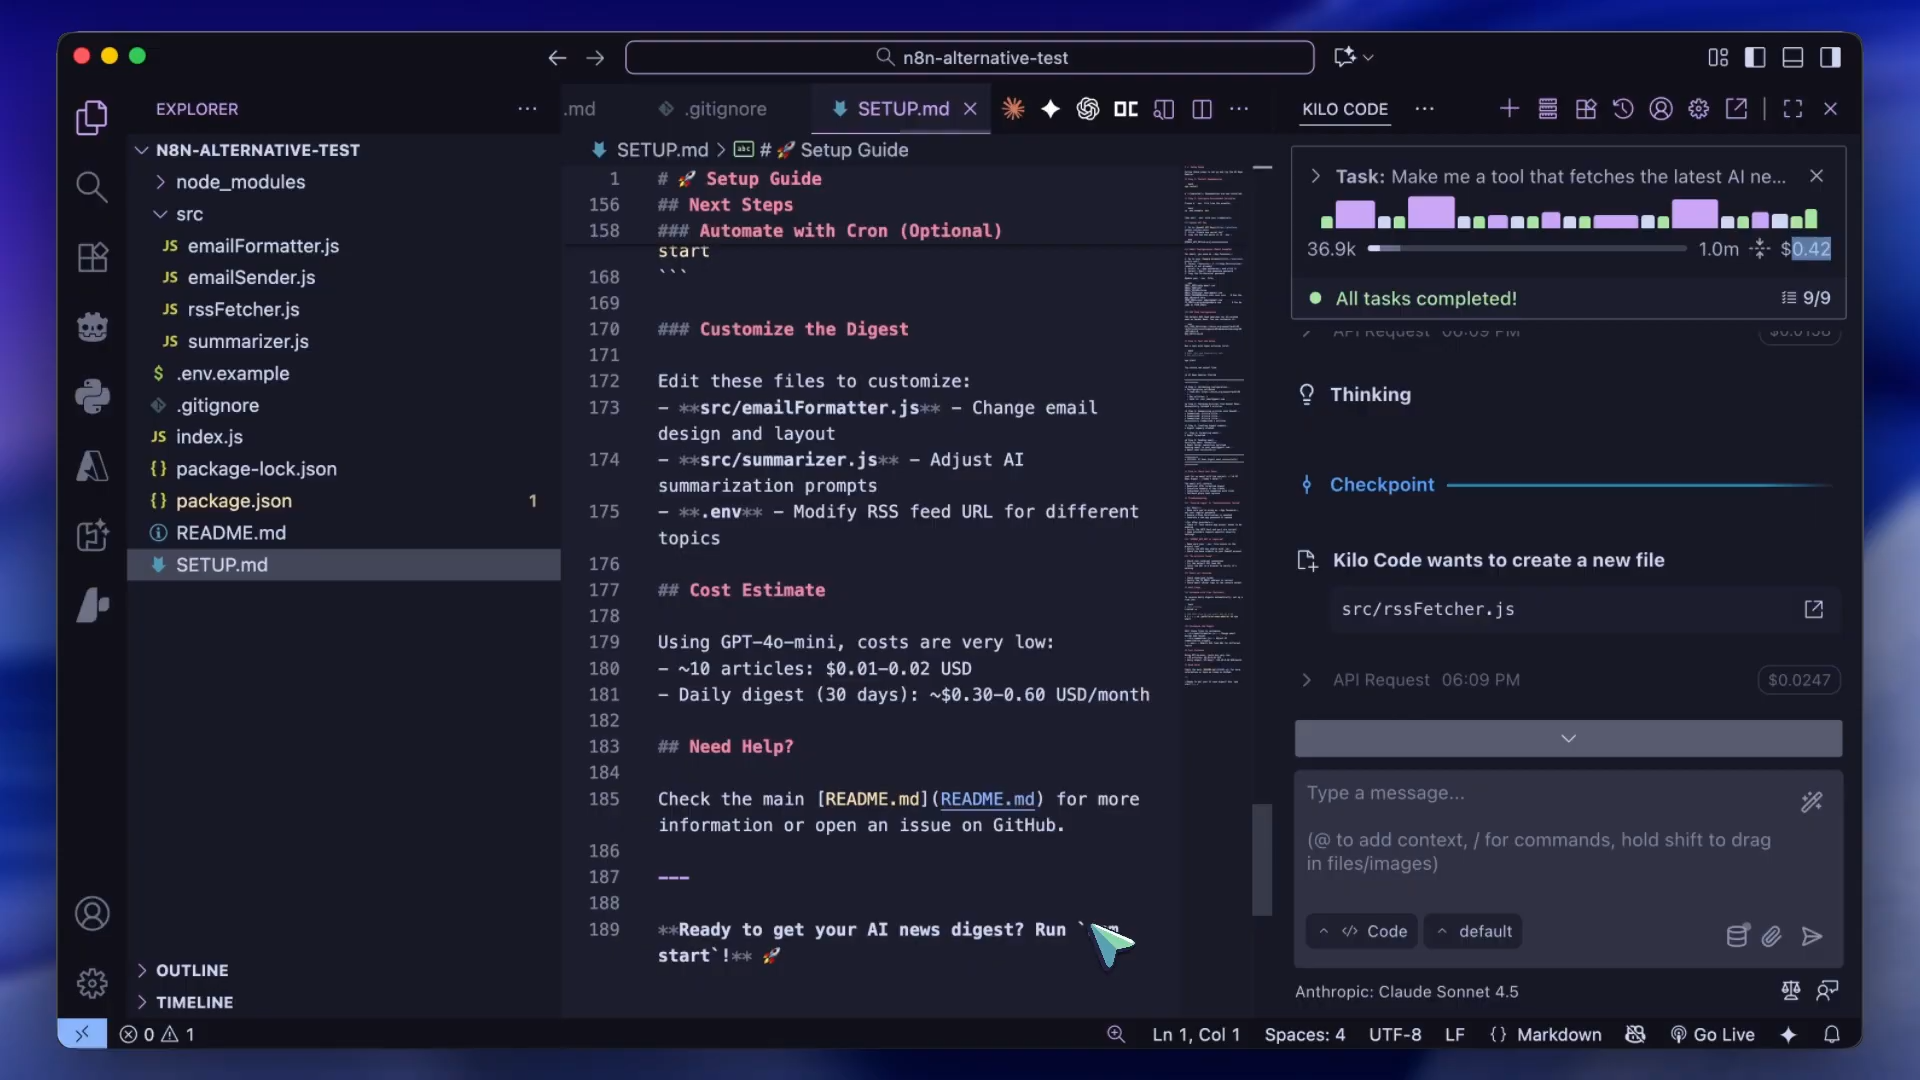 n8n-alternative-test
EXPLORER
.md
.gitignore
SETUP.md
KILO CODE
N8N-ALTERNATIVE-TEST
node_modules
src
JS emailFormatter.js
JS emailSender.js
JS rssFetcher.js
JS summarizer.js
$ .env.example
.gitignore
JS index.js
{} package-lock.json
{} package.json 1
README.md
SETUP.md
OUTLINE
TIMELINE
SETUP.md > abc # 🚀 Setup Guide
1 # 🚀 Setup Guide
156 ## Next Steps
158 ### Automate with Cron (Optional)
start
168 ```
169
170 ### Customize the Digest
171
172 Edit these files to customize:
173 - **src/emailFormatter.js** - Change email
design and layout
174 - **src/summarizer.js** - Adjust AI
summarization prompts
175 - **.env** - Modify RSS feed URL for different
topics
176
177 ## Cost Estimate
178
179 Using GPT-4o-mini, costs are very low:
180 - ~10 articles: $0.01-0.02 USD
181 - Daily digest (30 days): ~$0.30-0.60 USD/month
182
183 ## Need Help?
184
185 Check the main [README.md](README.md) for more
information or open an issue on GitHub.
186
187 ---
188
189 **Ready to get your AI news digest? Run `
start`!** 🚀
Task: Make me a tool that fetches the latest AI ne...
36.9k 1.0m $0.42
All tasks completed! 9/9
API Request 06:09 PM
Thinking
Checkpoint
Kilo Code wants to create a new file
src/rssFetcher.js
API Request 06:09 PM $0.0247
Type a message...
(@ to add context, / for commands, hold shift to drag
in files/images)
</> Code
default
Anthropic: Claude Sonnet 4.5
0 1
Ln 1, Col 1 Spaces: 4 UTF-8 LF {} Markdown Go Live